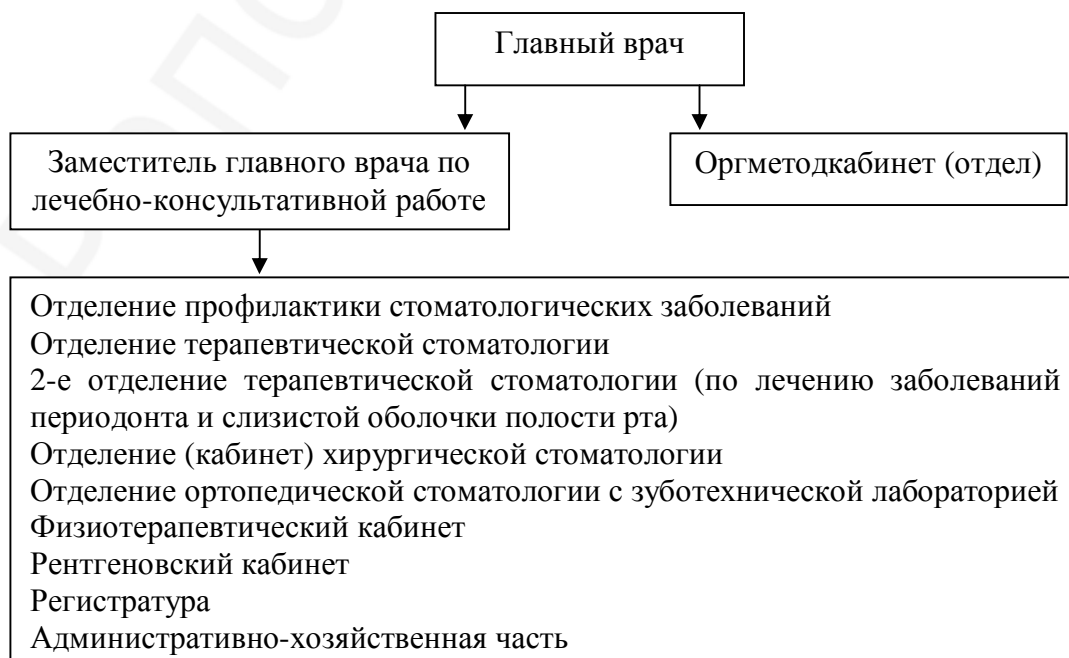 Главный врач
Заместитель главного врача по
лечебно-консультативной работе
Оргметодкабинет (отдел)
Отделение профилактики стоматологических заболеваний
Отделение терапевтической стоматологии
2-е отделение терапевтической стоматологии (по лечению заболеваний
периодонта и слизистой оболочки полости рта)
Отделение (кабинет) хирургической стоматологии
Отделение ортопедической стоматологии с зуботехнической лабораторией
Физиотерапевтический кабинет
Рентгеновский кабинет
Регистратура
Административно-хозяйственная часть